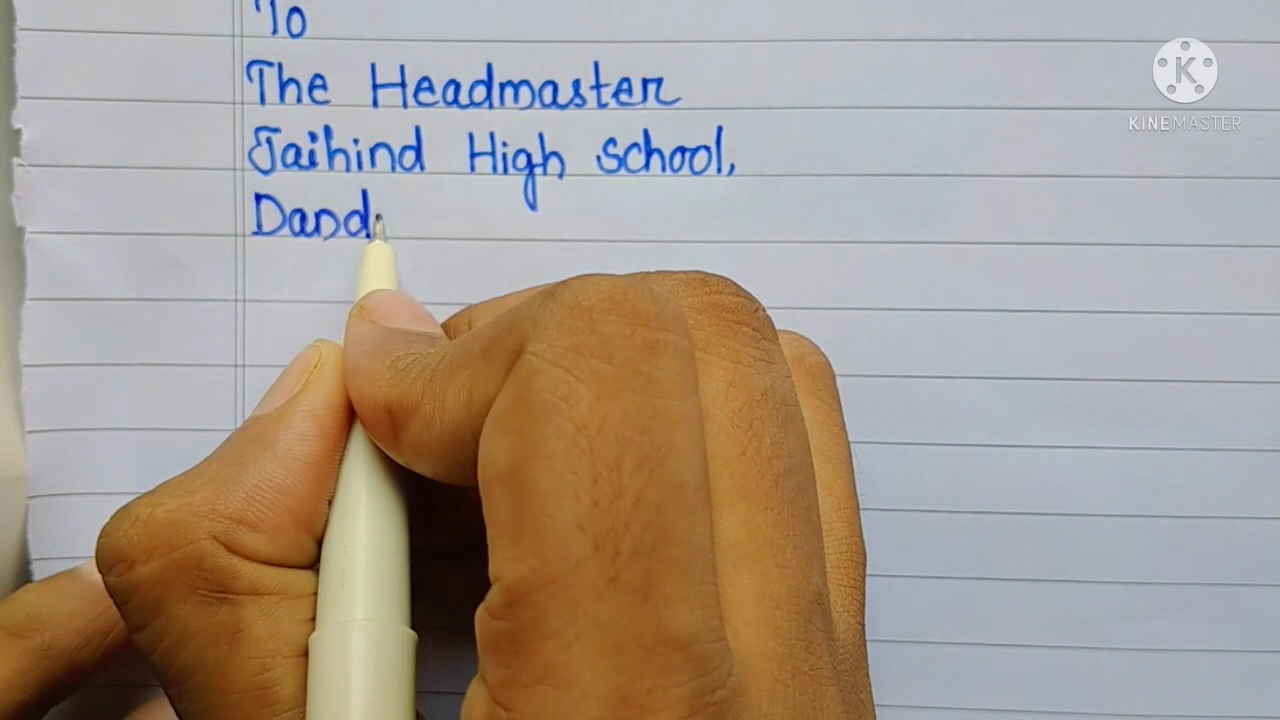 To
The Headmaster
Jaihind High school,
Dand
K
KINEMASTER